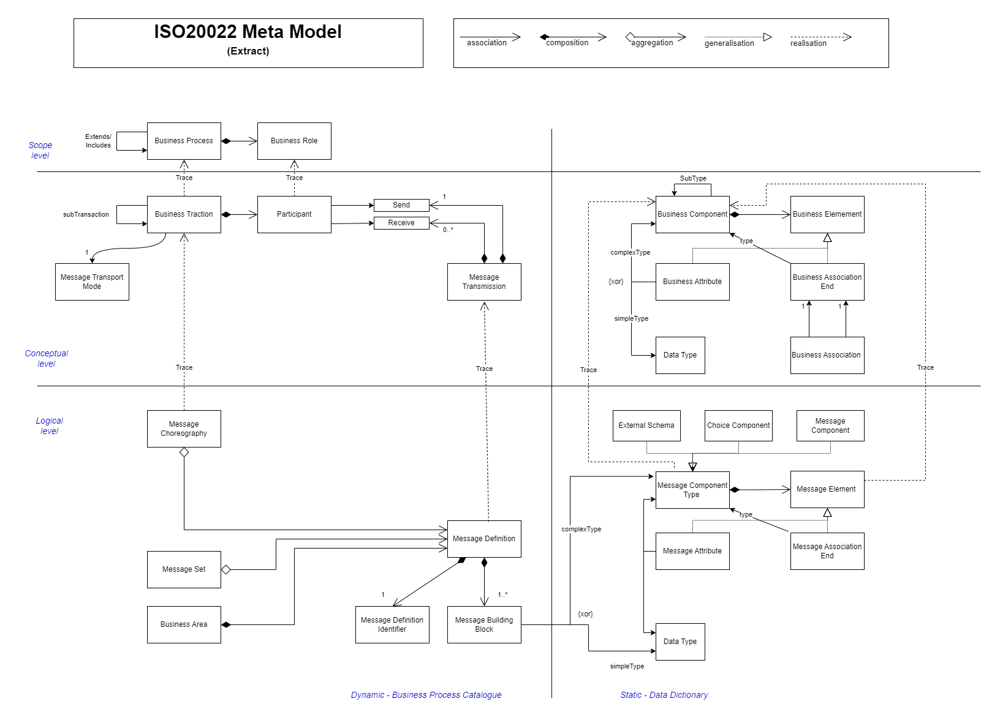 ISO20022 Meta Model
(Extract)
association
composition
aggregation
generalisation
realisation
Scope
level
Extends/
Includes
Business Process
Business Role
Trace
Trace
subTransaction
Business Traction
Participant
Send
Receive
1
0..*
1
Message Transport
Mode
Message
Transmission
SubType
Business Component
Business Elemement
type
complexType
{xor}
Business Attribute
Business Association
End
1
1
simpleType
Data Type
Business Association
Conceptual
level
Trace
Trace
Trace
Trace
Logical
level
Message
Choreography
External Schema
Choice Component
Message
Component
Message Component
Type
Message Element
type
complexType
Message Definition
Message Attribute
Message Association
End
Message Set
1
1..*
{xor}
Business Area
Message Definition
Identifier
Message Building
Block
Data Type
simpleType
Dynamic - Business Process Catalogue
Static - Data Dictionary